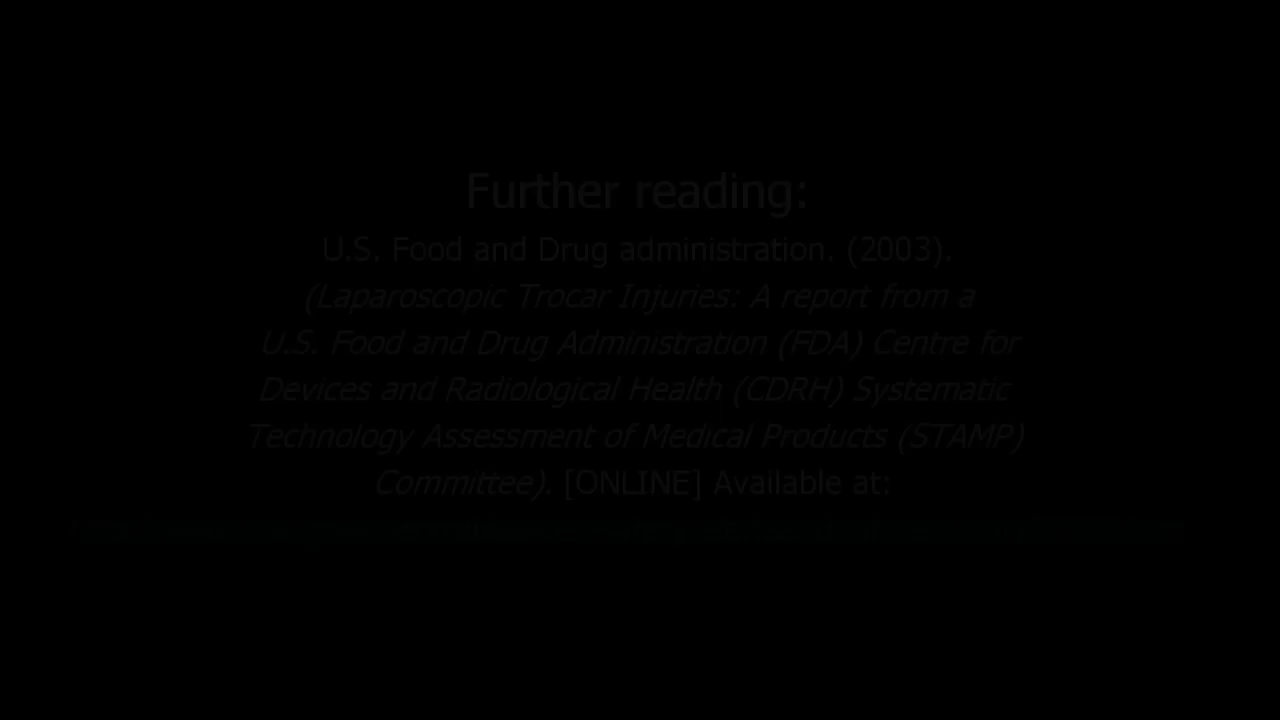 Further reading:
U.S. Food and Drug administration. (2003).
(Laparoscopic Trocar Injuries: A report from a
U.S. Food and Drug Administration (FDA) Centre for
Devices and Radiological Health (CDRH) Systematic
Technology Assessment of Medical Products (STAMP)
Committee). [ONLINE] Available at: